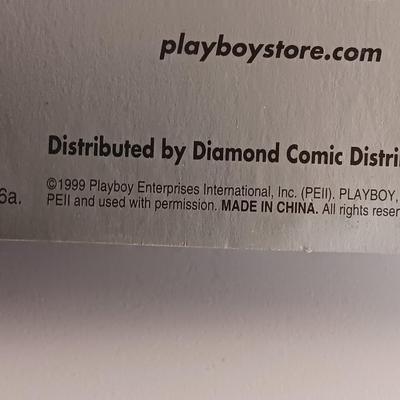 playboystore.com
Distributed by Diamond Comic Distri
©1999 Playboy Enterprises International, Inc. (PEII). PLAYBOY,
6a. PEII and used with permission. MADE IN CHINA. All rights reser